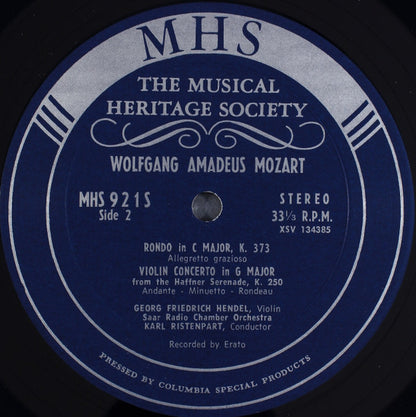 MHS
THE MUSICAL
HERITAGE SOCIETY
WOLFGANG AMADEUS MOZART
MHS 921S
Side 2
STEREO
33⅓ R.P.M.
XSV 134385
RONDO in C MAJOR, K. 373
Allegretto grazioso
VIOLIN CONCERTO in G MAJOR
from the Haffner Serenade, K. 250
Andante - Minuetto - Rondeau
GEORG FRIEDRICH HENDEL, Violin
Saar Radio Chamber Orchestra
KARL RISTENPART, Conductor
Recorded by Erato
PRESSED BY COLUMBIA SPECIAL PRODUCTS